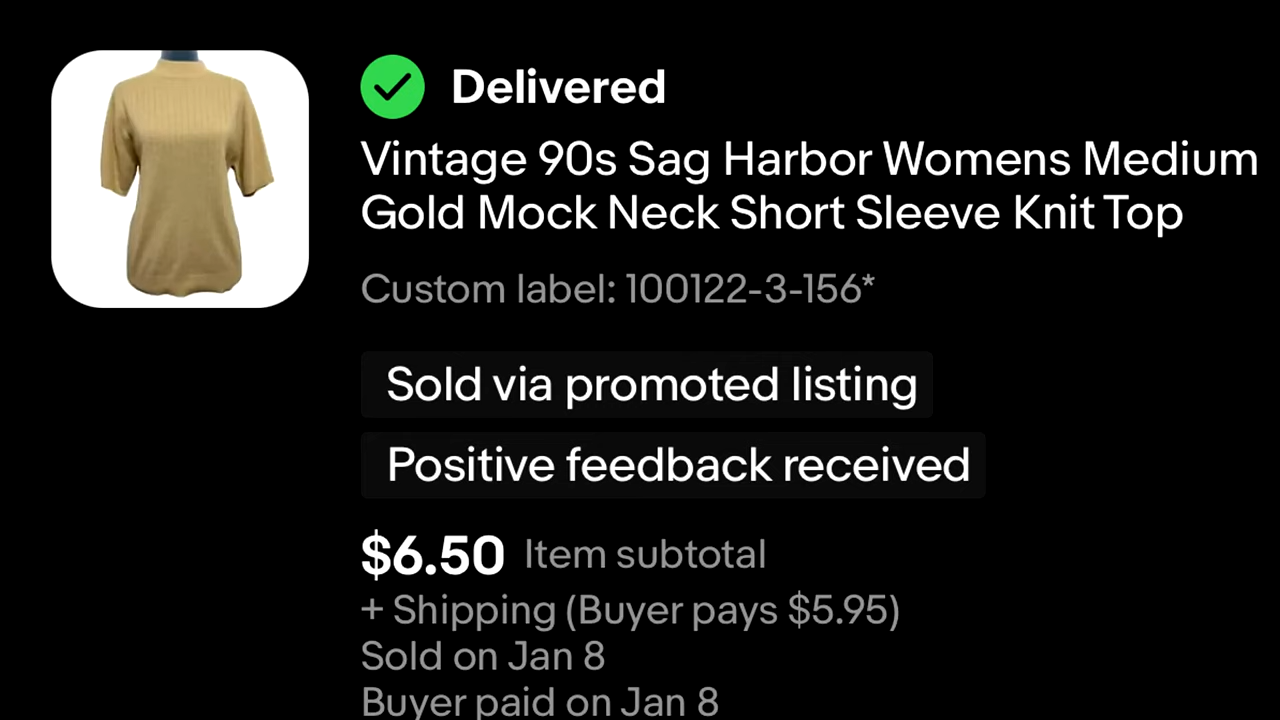 Delivered
Vintage 90s Sag Harbor Womens Medium
Gold Mock Neck Short Sleeve Knit Top
Custom label: 100122-3-156*
Sold via promoted listing
Positive feedback received
$6.50 Item subtotal
+ Shipping (Buyer pays $5.95)
Sold on Jan 8
Buyer paid on Jan 8